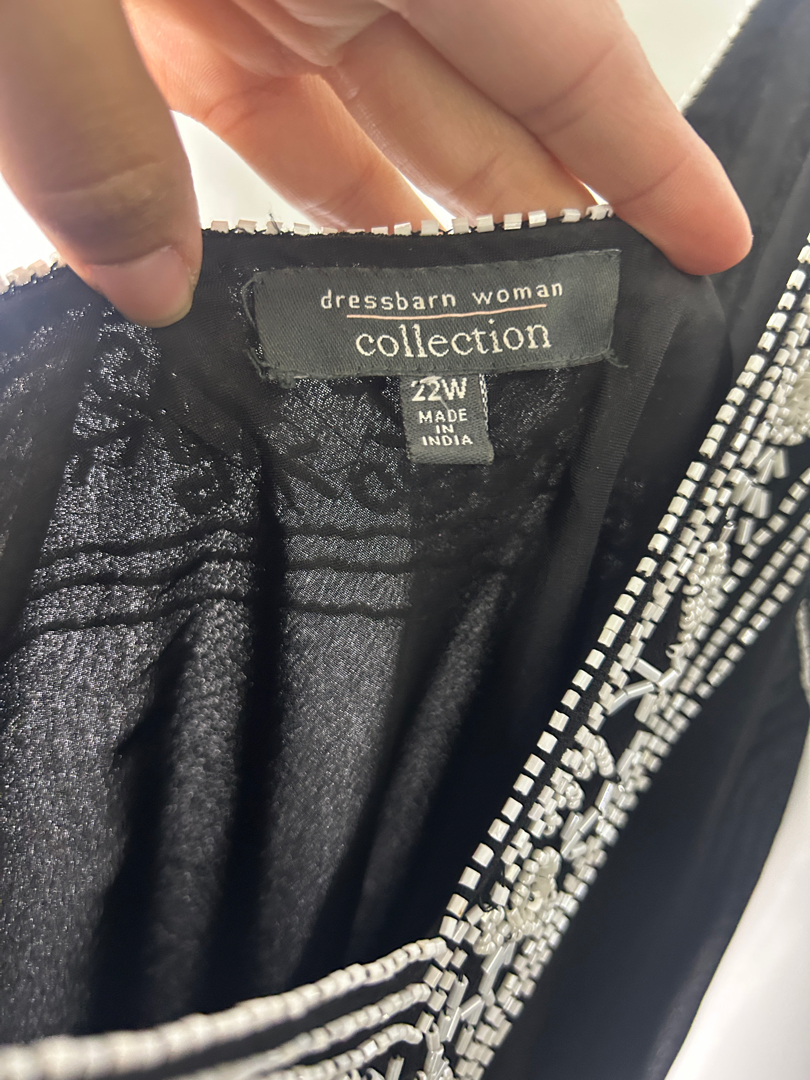 dressbarn woman
collection
22W
MADE
IN
INDIA